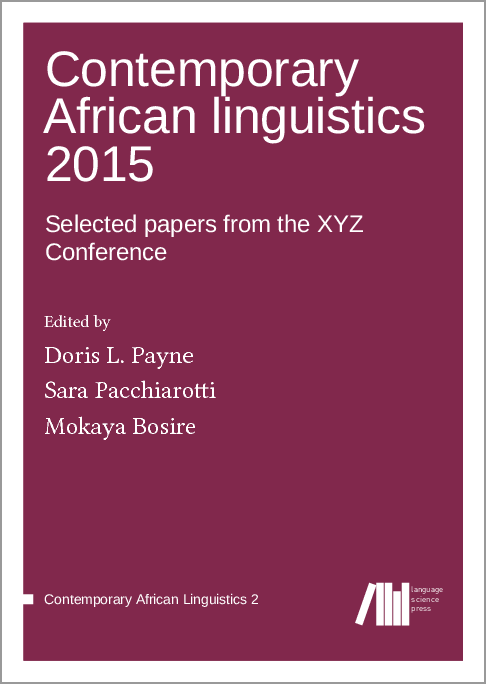 Contemporary
African linguistics
2015
Selected papers from the XYZ
Conference
Edited by
Doris L. Payne
Sara Pacchiarotti
Mokaya Bosire
Contemporary African Linguistics 2
language
science
press